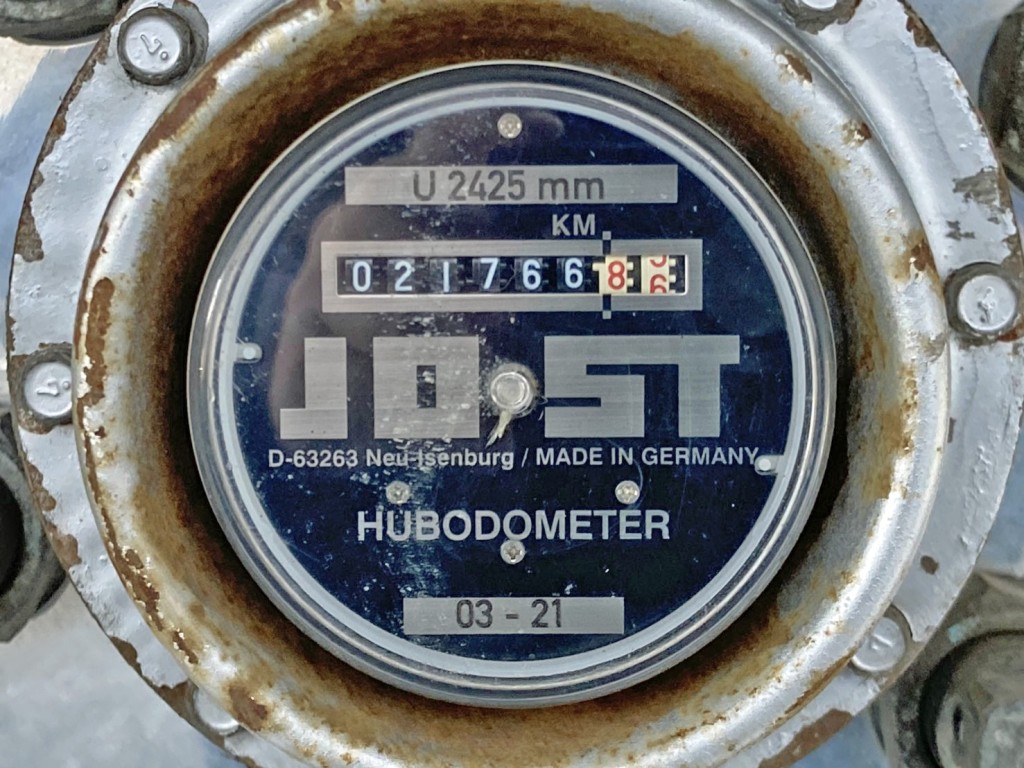 U 2425 mm
KM
0217668
JOST
D-63263 Neu-Isenburg / MADE IN GERMANY
HUBODOMETER
03 - 21